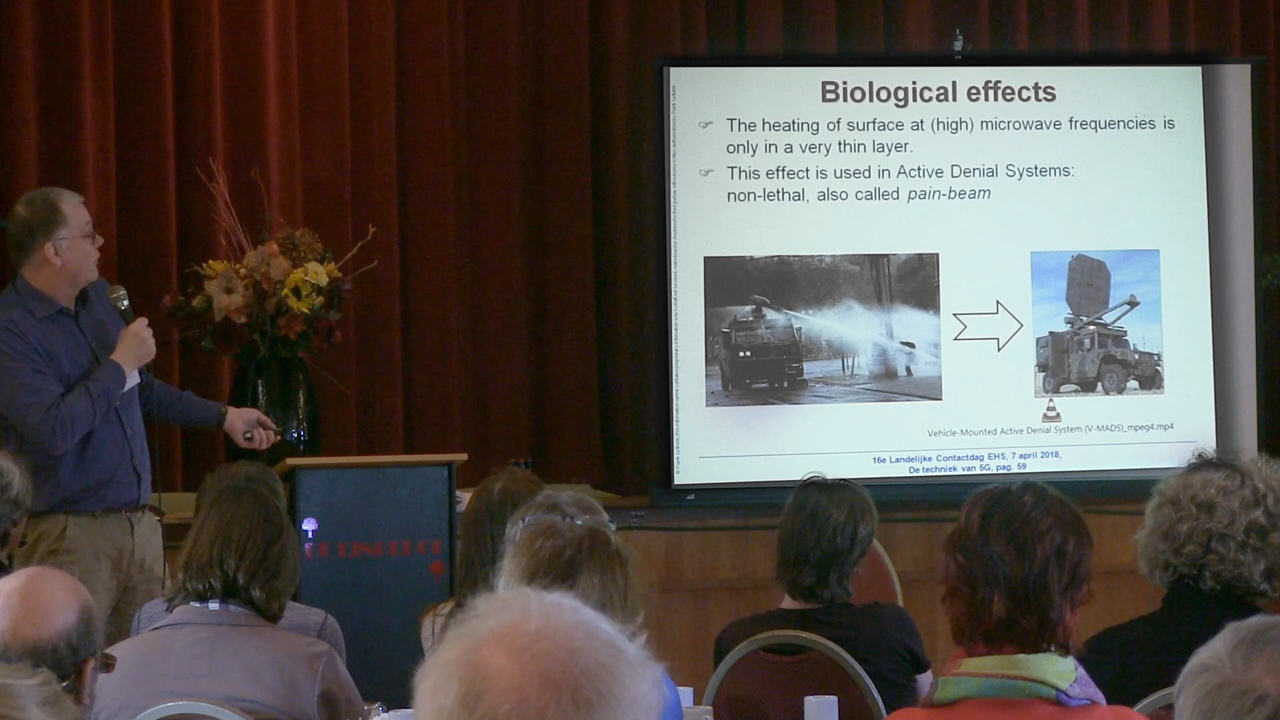 Biological effects
☞ The heating of surface at (high) microwave frequencies is
only in a very thin layer.
☞ This effect is used in Active Denial Systems:
non-lethal, also called pain-beam
Vehicle-Mounted Active Denial System (V-MADS)_mpeg4.mp4
16e Landelijke Contactdag EHS, 7 april 2018,
De techniek van 5G, pag. 59